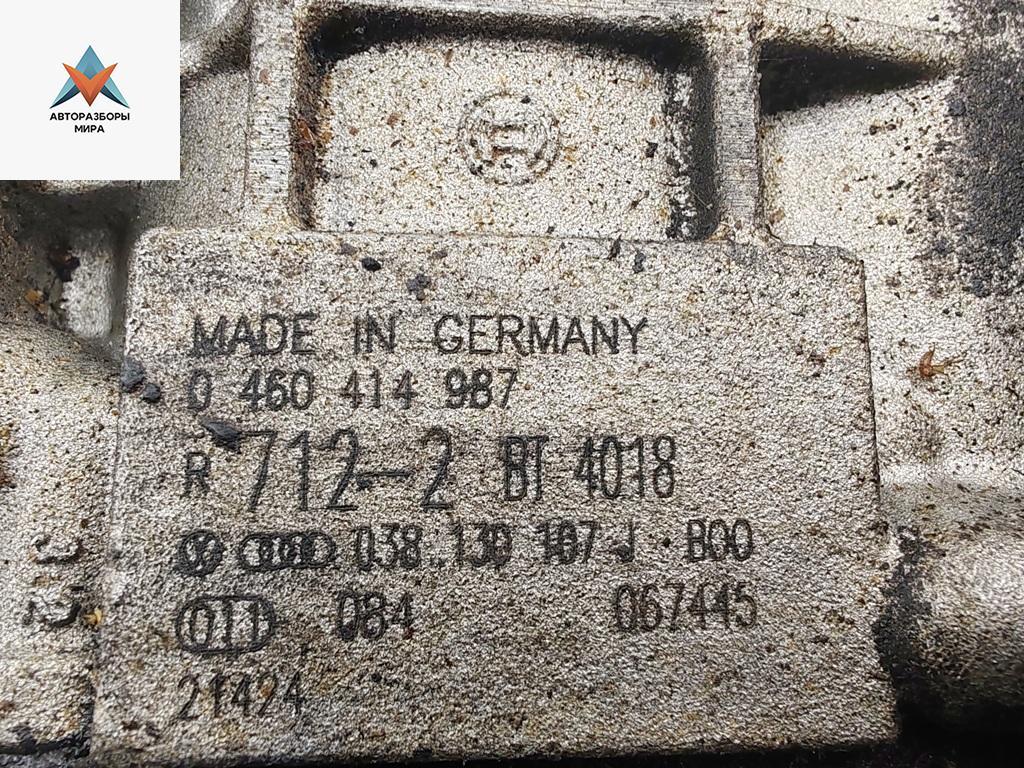 АВТОРАЗБОРЫ
МИРА
MADE IN GERMANY
0 460 414 987
R 712-2 BT 4018
038 130 107 J B00
011 084 067445
21424